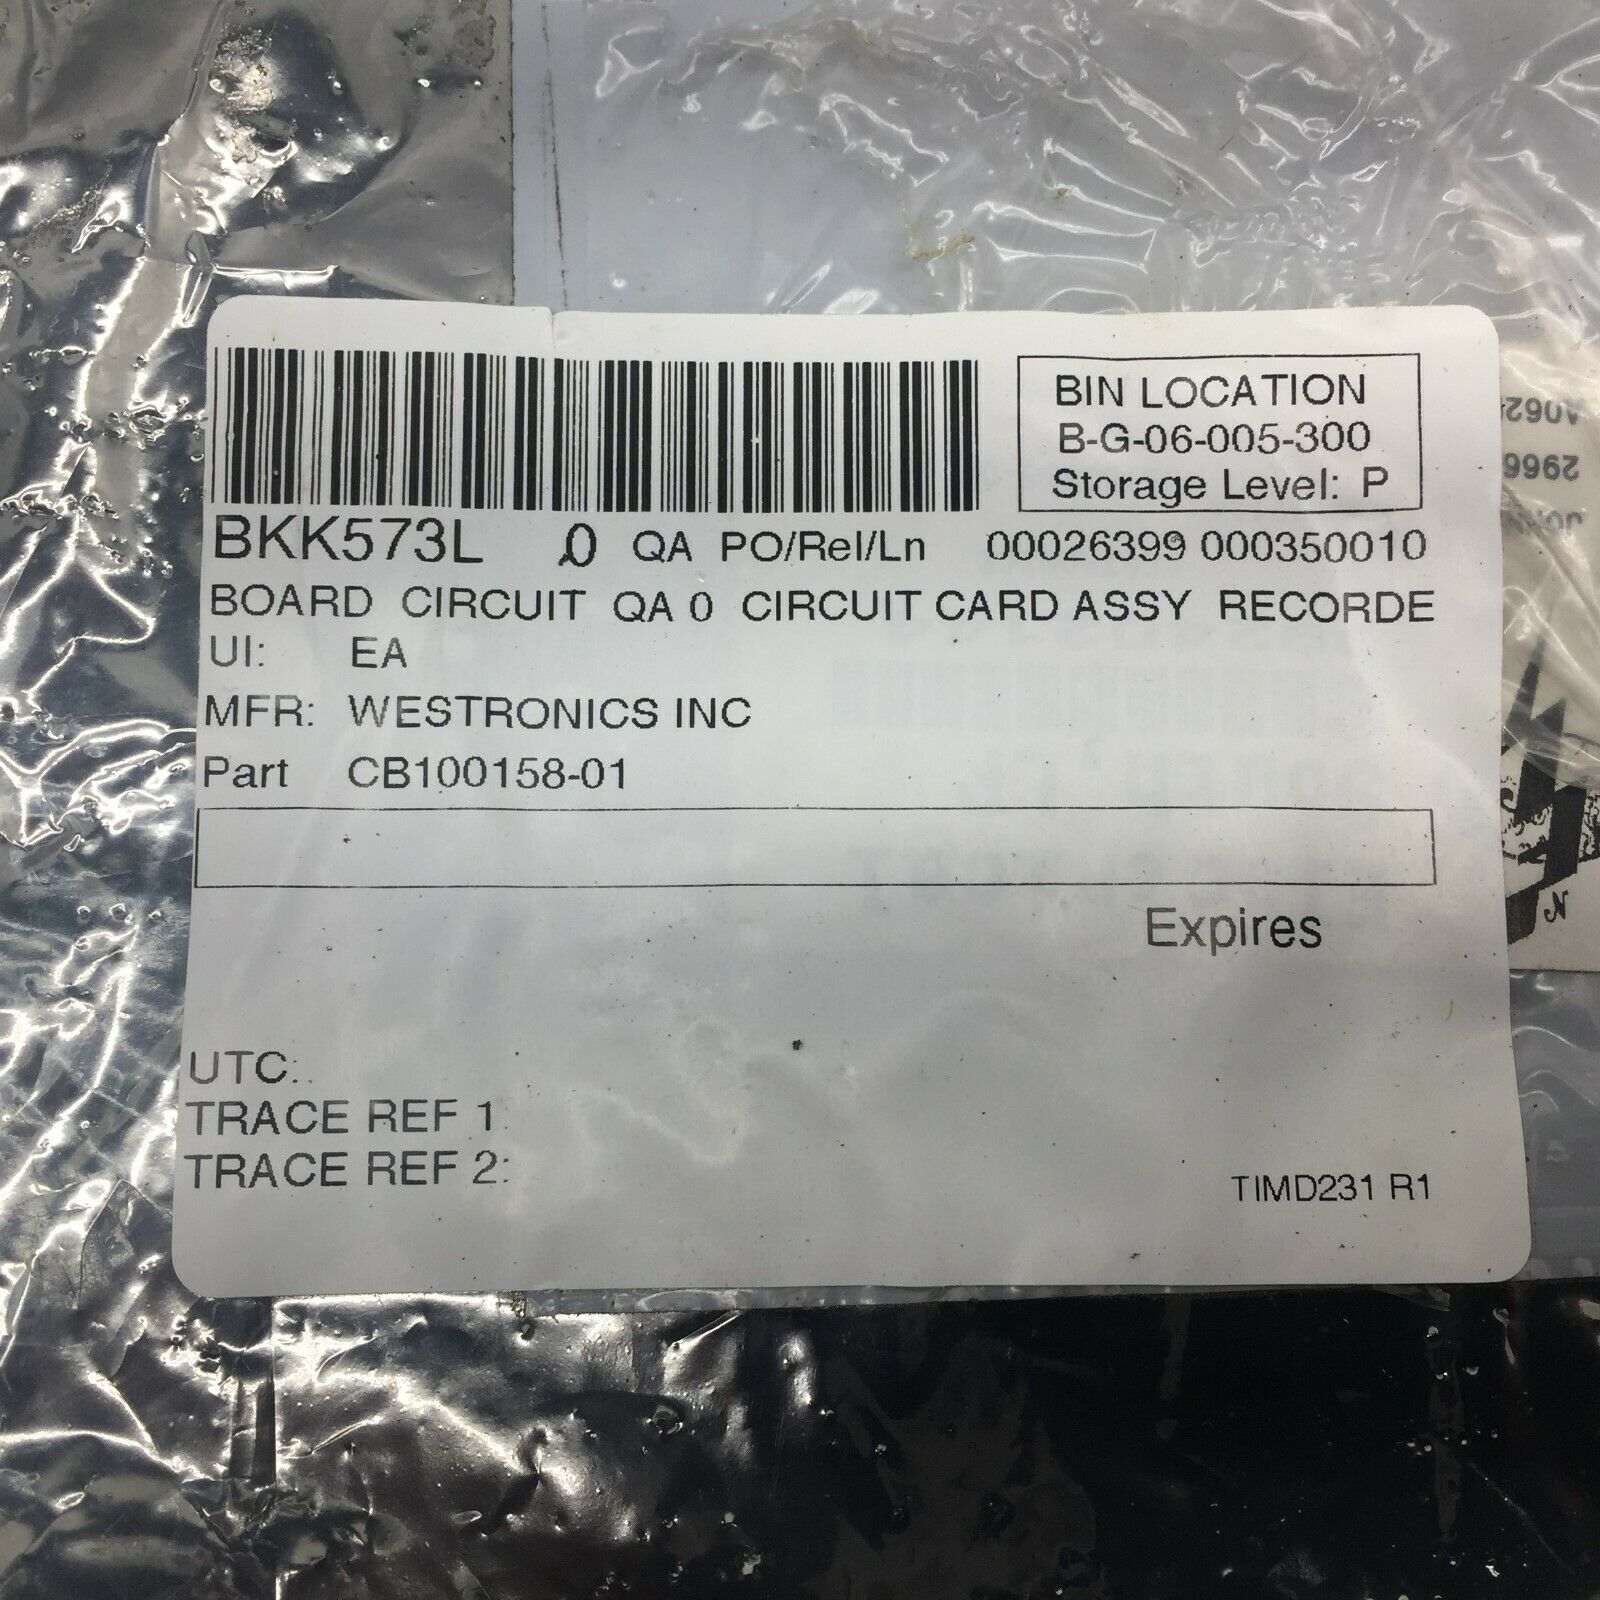 BIN LOCATION
B-G-06-005-300
Storage Level: P
BKK573L 0 QA PO/Rel/Ln 00026399 000350010
BOARD CIRCUIT QA 0 CIRCUIT CARD ASSY RECORDE
UI: EA
MFR: WESTRONICS INC
Part CB100158-01
Expires
UTC:
TRACE REF 1
TRACE REF 2:
TIMD231 R1